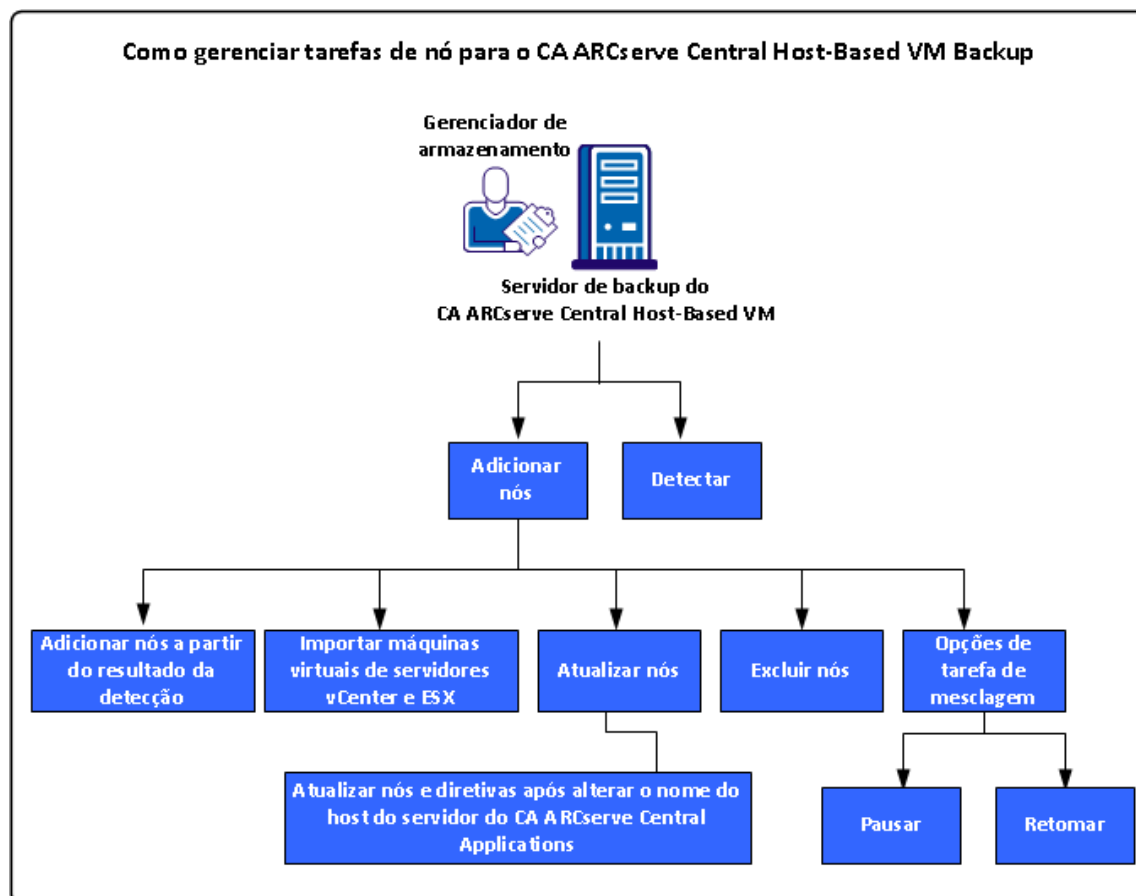 Como gerenciar tarefas de nó para o CA ARCserve Central Host-Based VM Backup
Gerenciador de
armazenamento
Servidor de backup do
CA ARCserve Central Host-Based VM
Adicionar
nós
Detectar
Adicionar nós a partir
do resultado da
detecção
Importar máquinas
virtuais de servidores
vCenter e ESX
Atualizar nós
Excluir nós
Opções de
tarefa de
mesclagem
Atualizar nós e diretivas após alterar o nome do
host do servidor do CA ARCserve Central
Applications
Pausar
Retomar